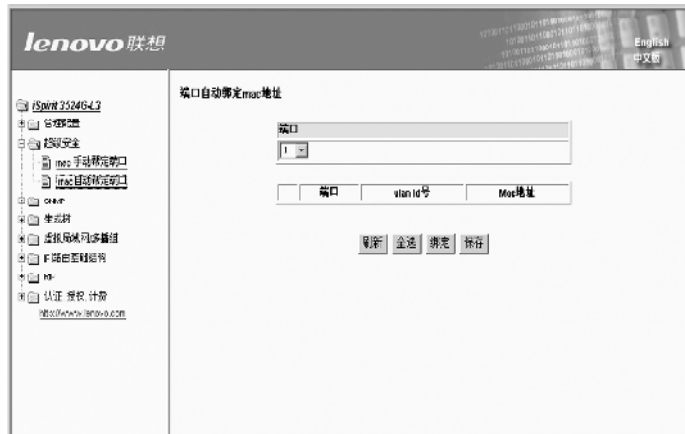 lenovo联想
English
中文版
iSpirit 3524G-L3
管理配置
超级安全
mac 手动绑定端口
mac自动绑定端口
SNMP
生成树
虚拟局域网/多播组
IP路由基础结构
认证 授权 计费
http://www.lenovo.com
端口自动绑定mac地址
端口
1
端口 vlan id号 Mac地址
刷新 全选 绑定 保存